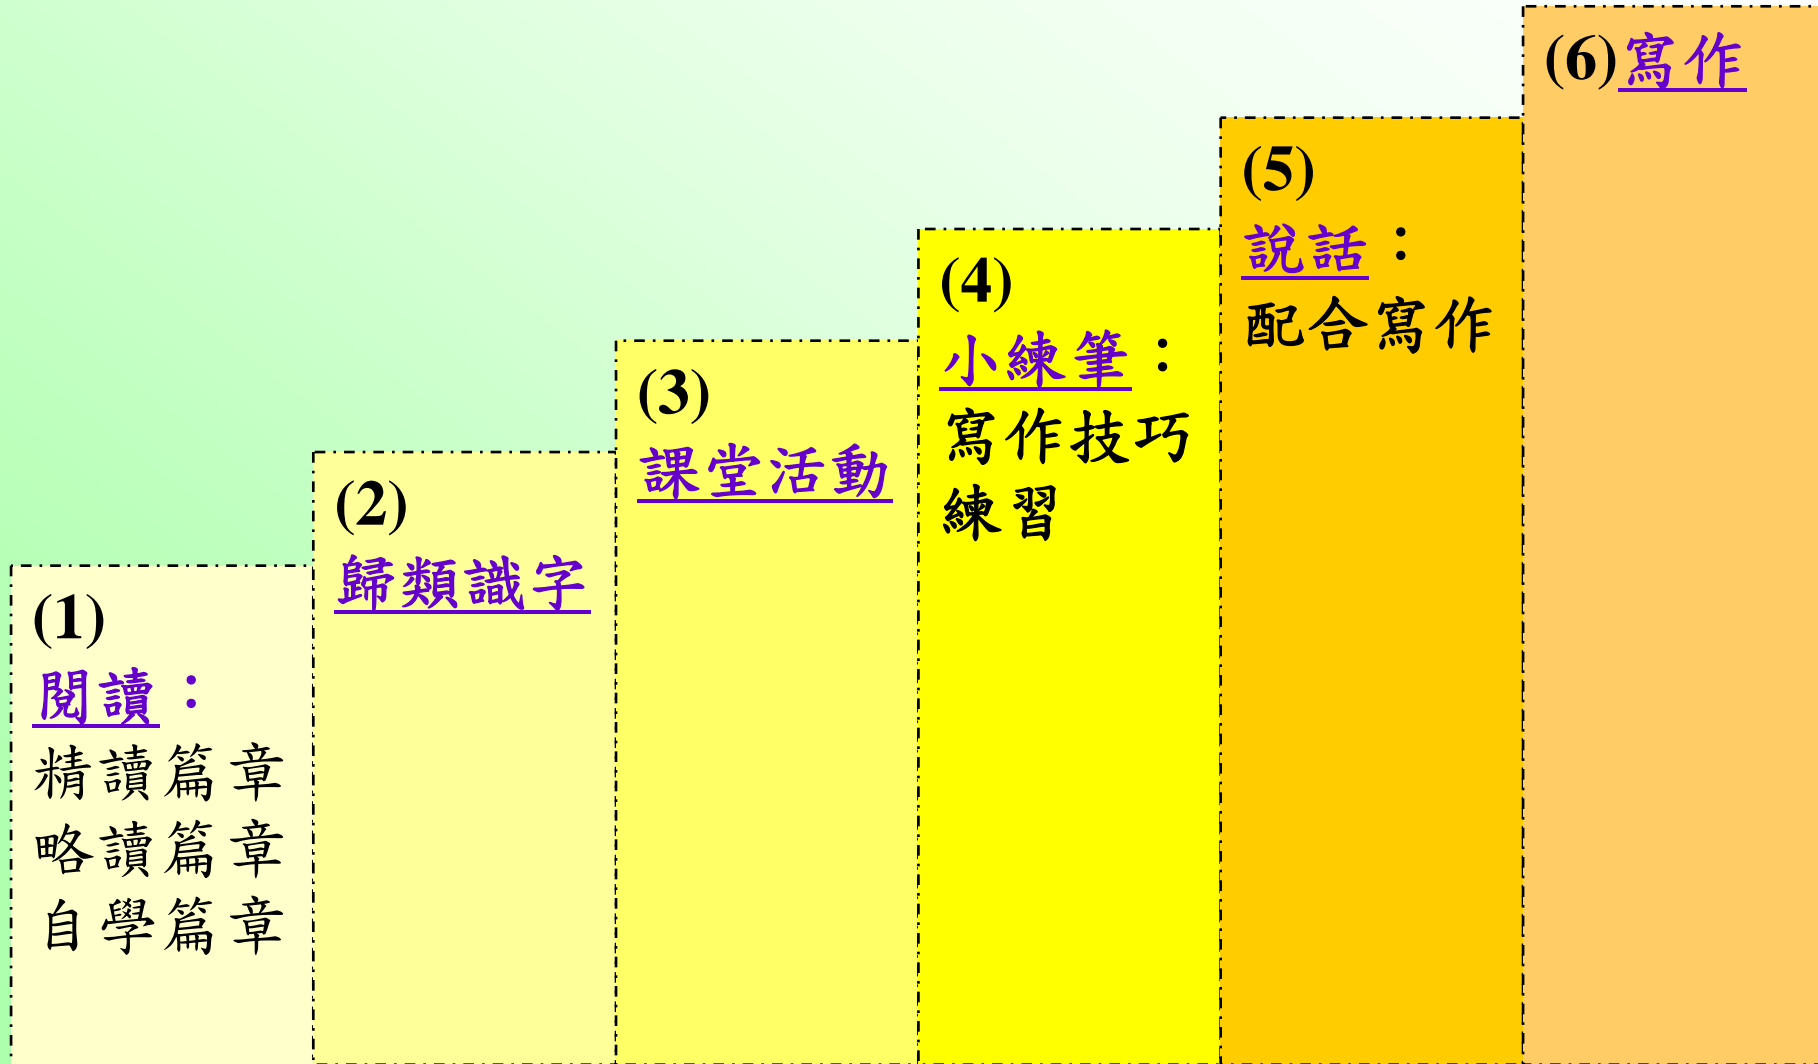 (1)
閱讀：
精讀篇章
略讀篇章
自學篇章
(2)
歸類識字
(3)
課堂活動
(4)
小練筆：
寫作技巧
練習
(5)
說話：
配合寫作
(6)寫作